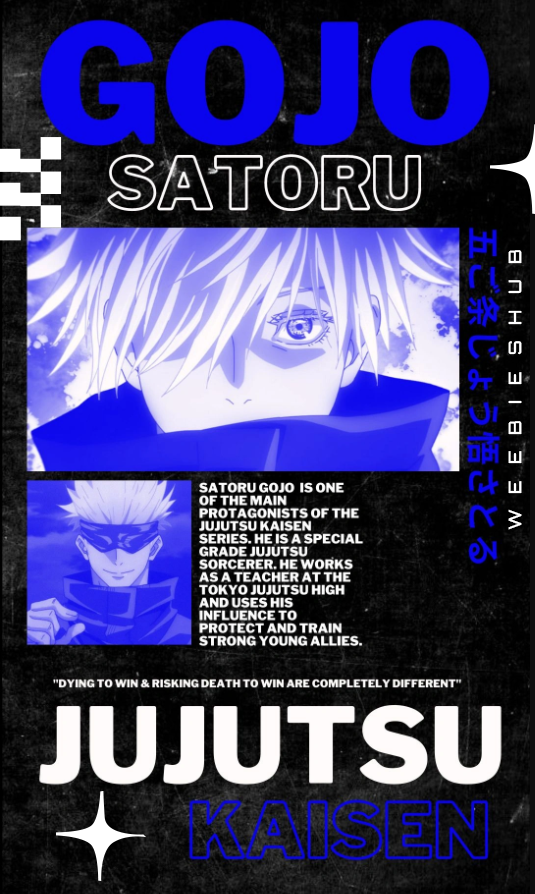 GOJO
SATORU
五ご条じょう悟さとる
WEEBIESHUB
SATORU GOJO IS ONE
OF THE MAIN
PROTAGONISTS OF THE
JUJUTSU KAISEN
SERIES. HE IS A SPECIAL
GRADE JUJUTSU
SORCERER. HE WORKS
AS A TEACHER AT THE
TOKYO JUJUTSU HIGH
AND USES HIS
INFLUENCE TO
PROTECT AND TRAIN
STRONG YOUNG ALLIES.
"DYING TO WIN & RISKING DEATH TO WIN ARE COMPLETELY DIFFERENT"
JUJUTSU
KAISEN